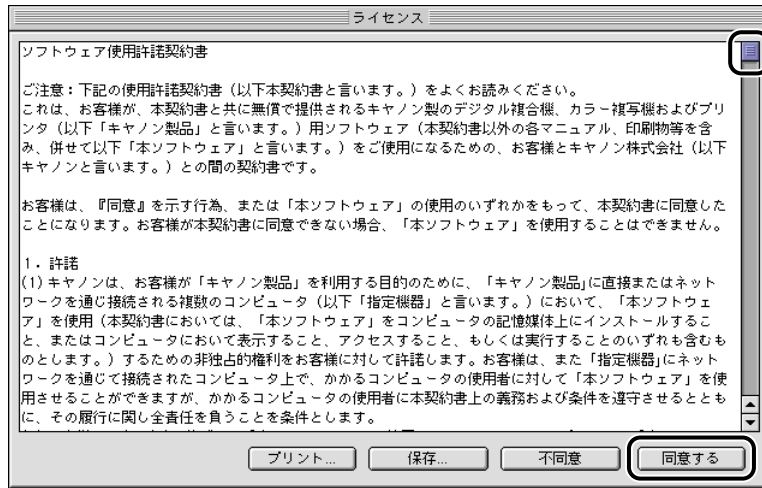 ライセンス
ソフトウェア使用許諾契約書
ご注意：下記の使用許諾契約書（以下本契約書と言います。）をよくお読みください。
これは、お客様が、本契約書と共に無償で提供されるキヤノン製のデジタル複合機、カラー複写機およびプリ
ンタ（以下「キヤノン製品」と言います。）用ソフトウェア（本契約書以外の各マニュアル、印刷物等を含
み、併せて以下「本ソフトウェア」と言います。）をご使用になるための、お客様とキヤノン株式会社（以下
キヤノンと言います。）との間の契約書です。
お客様は、『同意』を示す行為、または「本ソフトウェア」の使用のいずれかをもって、本契約書に同意した
ことになります。お客様が本契約書に同意できない場合、「本ソフトウェア」を使用することはできません。
1．許諾
(1) キヤノンは、お客様が「キヤノン製品」を利用する目的のために、「キヤノン製品」に直接またはネット
ワークを通じ接続される複数のコンピュータ（以下「指定機器」と言います。）において、「本ソフトウェ
ア」を使用（本契約書においては、「本ソフトウェア」をコンピュータの記憶媒体上にインストールするこ
と、またはコンピュータにおいて表示すること、アクセスすること、もしくは実行することのいずれも含むも
のとします。）するための非独占的権利をお客様に対して許諾します。お客様は、また「指定機器」にネット
ワークを通じて接続されたコンピュータ上で、かかるコンピュータの使用者に対して「本ソフトウェア」を使
用させることができますが、かかるコンピュータの使用者に本契約書上の義務および条件を遵守させるととも
に、その履行に関し全責任を負うことを条件とします。
プリント... 保存... 不同意 同意する